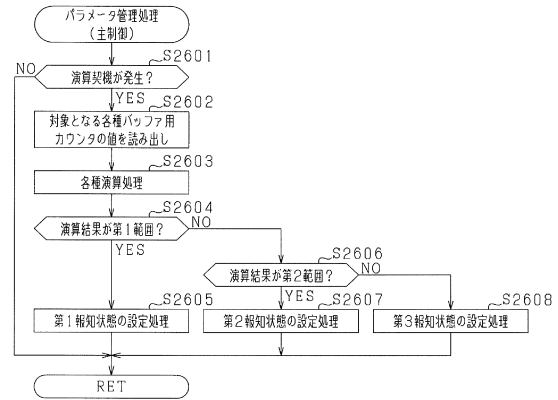 パラメータ管理処理
(主制御)
S2601
NO
演算契機が発生?
YES
S2602
対象となる各種バッファ用
カウンタの値を読み出し
S2603
各種演算処理
S2604
演算結果が第1範囲?
NO
YES
S2606
演算結果が第2範囲?
NO
YES
S2605
第1報知状態の設定処理
S2607
第2報知状態の設定処理
S2608
第3報知状態の設定処理
RET